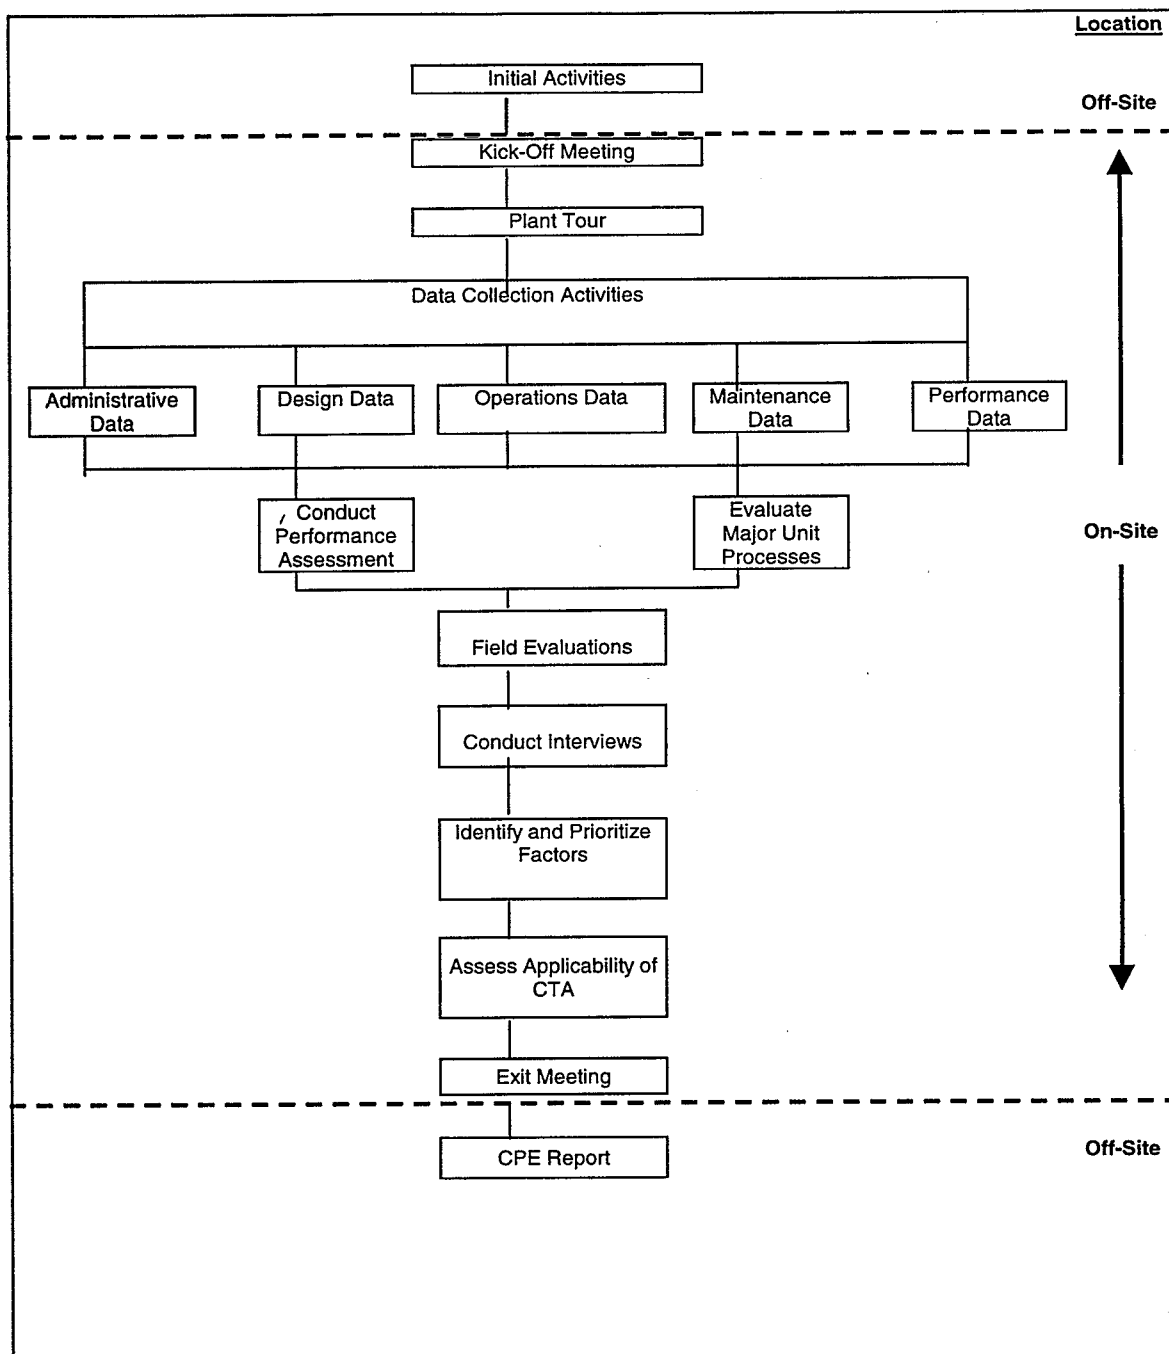 Location
Initial Activities
Off-Site
Kick-Off Meeting
Plant Tour
Data Collection Activities
Administrative
Data
Design Data
Operations Data
Maintenance
Data
Performance
Data
Conduct
Performance
Assessment
Evaluate
Major Unit
Processes
On-Site
Field Evaluations
Conduct Interviews
Identify and Prioritize
Factors
Assess Applicability of
CTA
Exit Meeting
CPE Report
Off-Site